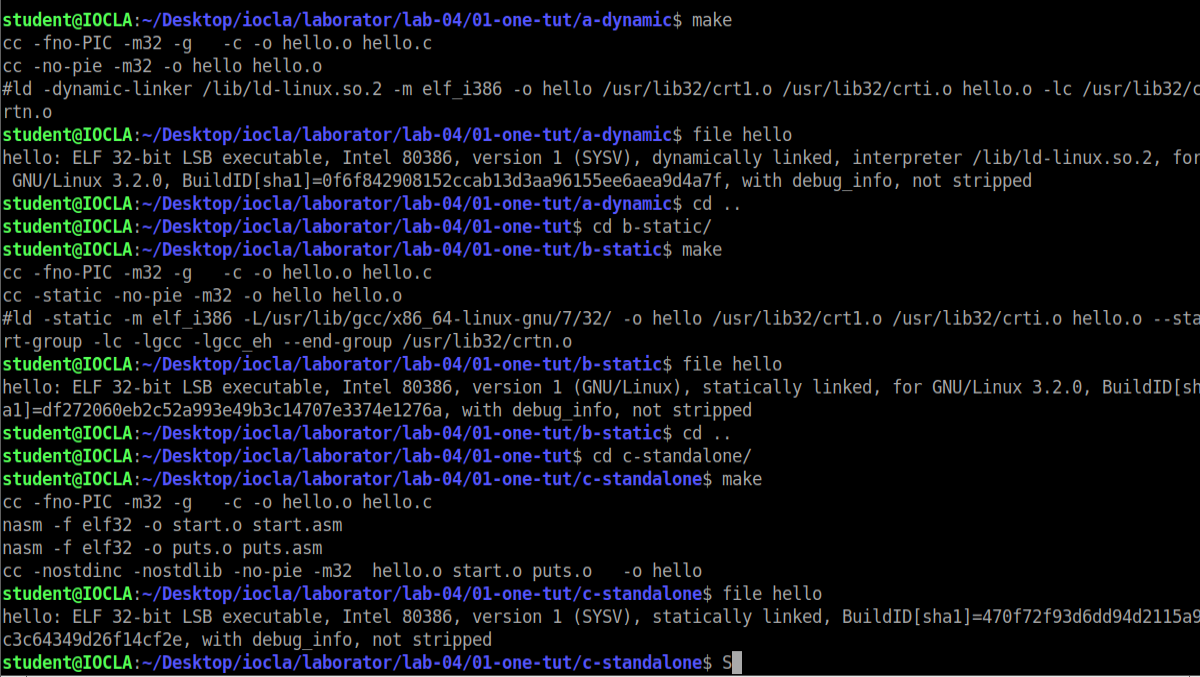 student@IOCLA:~/Desktop/iocla/laborator/lab-04/01-one-tut/a-dynamic$ make
cc -fno-PIC -m32 -g   -c -o hello.o hello.c
cc -no-pie -m32 -o hello hello.o
#ld -dynamic-linker /lib/ld-linux.so.2 -m elf_i386 -o hello /usr/lib32/crt1.o /usr/lib32/crti.o hello.o -lc /usr/lib32/c
rtn.o
student@IOCLA:~/Desktop/iocla/laborator/lab-04/01-one-tut/a-dynamic$ file hello
hello: ELF 32-bit LSB executable, Intel 80386, version 1 (SYSV), dynamically linked, interpreter /lib/ld-linux.so.2, for
 GNU/Linux 3.2.0, BuildID[sha1]=0f6f842908152ccab13d3aa96155ee6aea9d4a7f, with debug_info, not stripped
student@IOCLA:~/Desktop/iocla/laborator/lab-04/01-one-tut/a-dynamic$ cd ..
student@IOCLA:~/Desktop/iocla/laborator/lab-04/01-one-tut$ cd b-static/
student@IOCLA:~/Desktop/iocla/laborator/lab-04/01-one-tut/b-static$ make
cc -fno-PIC -m32 -g   -c -o hello.o hello.c
cc -static -no-pie -m32 -o hello hello.o
#ld -static -m elf_i386 -L/usr/lib/gcc/x86_64-linux-gnu/7/32/ -o hello /usr/lib32/crt1.o /usr/lib32/crti.o hello.o --sta
rt-group -lc -lgcc -lgcc_eh --end-group /usr/lib32/crtn.o
student@IOCLA:~/Desktop/iocla/laborator/lab-04/01-one-tut/b-static$ file hello
hello: ELF 32-bit LSB executable, Intel 80386, version 1 (GNU/Linux), statically linked, for GNU/Linux 3.2.0, BuildID[sh
a1]=df272060eb2c52a993e49b3c14707e3374e1276a, with debug_info, not stripped
student@IOCLA:~/Desktop/iocla/laborator/lab-04/01-one-tut/b-static$ cd ..
student@IOCLA:~/Desktop/iocla/laborator/lab-04/01-one-tut$ cd c-standalone/
student@IOCLA:~/Desktop/iocla/laborator/lab-04/01-one-tut/c-standalone$ make
cc -fno-PIC -m32 -g   -c -o hello.o hello.c
nasm -f elf32 -o start.o start.asm
nasm -f elf32 -o puts.o puts.asm
cc -nostdinc -nostdlib -no-pie -m32  hello.o start.o puts.o   -o hello
student@IOCLA:~/Desktop/iocla/laborator/lab-04/01-one-tut/c-standalone$ file hello
hello: ELF 32-bit LSB executable, Intel 80386, version 1 (SYSV), statically linked, BuildID[sha1]=470f72f93d6dd94d2115a9
c3c64349d26f14cf2e, with debug_info, not stripped
student@IOCLA:~/Desktop/iocla/laborator/lab-04/01-one-tut/c-standalone$ S